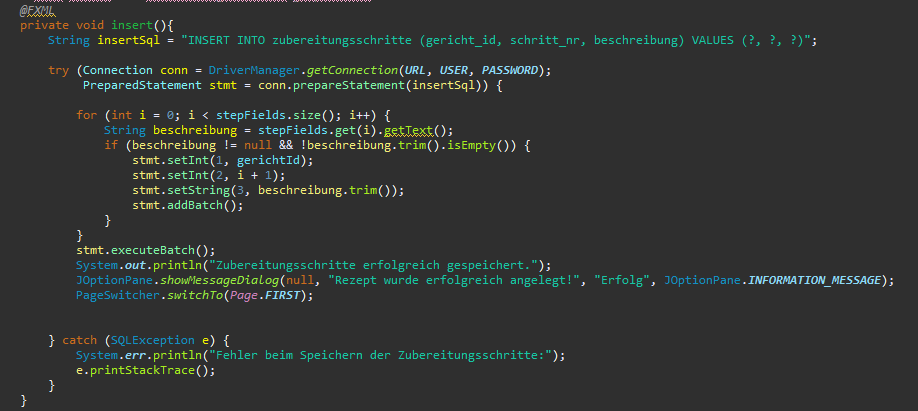 @FXML
private void insert(){
    String insertSql = "INSERT INTO zubereitungsschritte (gericht_id, schritt_nr, beschreibung) VALUES (?, ?, ?)";

    try (Connection conn = DriverManager.getConnection(URL, USER, PASSWORD);
         PreparedStatement stmt = conn.prepareStatement(insertSql)) {

        for (int i = 0; i < stepFields.size(); i++) {
            String beschreibung = stepFields.get(i).getText();
            if (beschreibung != null && !beschreibung.trim().isEmpty()) {
                stmt.setInt(1, gerichtId);
                stmt.setInt(2, i + 1);
                stmt.setString(3, beschreibung.trim());
                stmt.addBatch();
            }
        }
        stmt.executeBatch();
        System.out.println("Zubereitungsschritte erfolgreich gespeichert.");
        JOptionPane.showMessageDialog(null, "Rezept wurde erfolgreich angelegt!", "Erfolg", JOptionPane.INFORMATION_MESSAGE);
        PageSwitcher.switchTo(Page.FIRST);


    } catch (SQLException e) {
        System.err.println("Fehler beim Speichern der Zubereitungsschritte:");
        e.printStackTrace();
    }
}